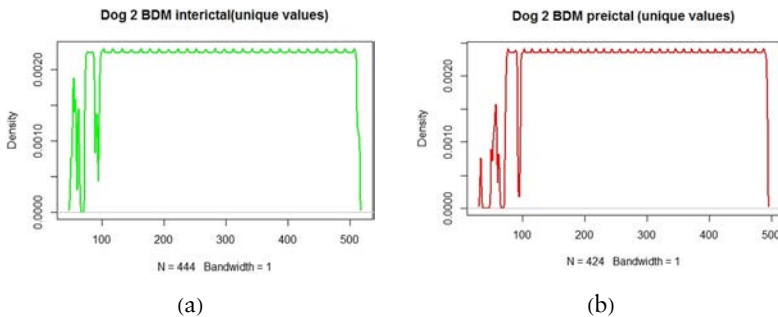 Dog 2 BDM interictal(unique values)
Density
0.0000 0.0010 0.0020
100 200 300 400 500
N = 444 Bandwidth = 1
(a)
Dog 2 BDM preictal (unique values)
Density
0.0000 0.0010 0.0020
100 200 300 400 500
N = 424 Bandwidth = 1
(b)